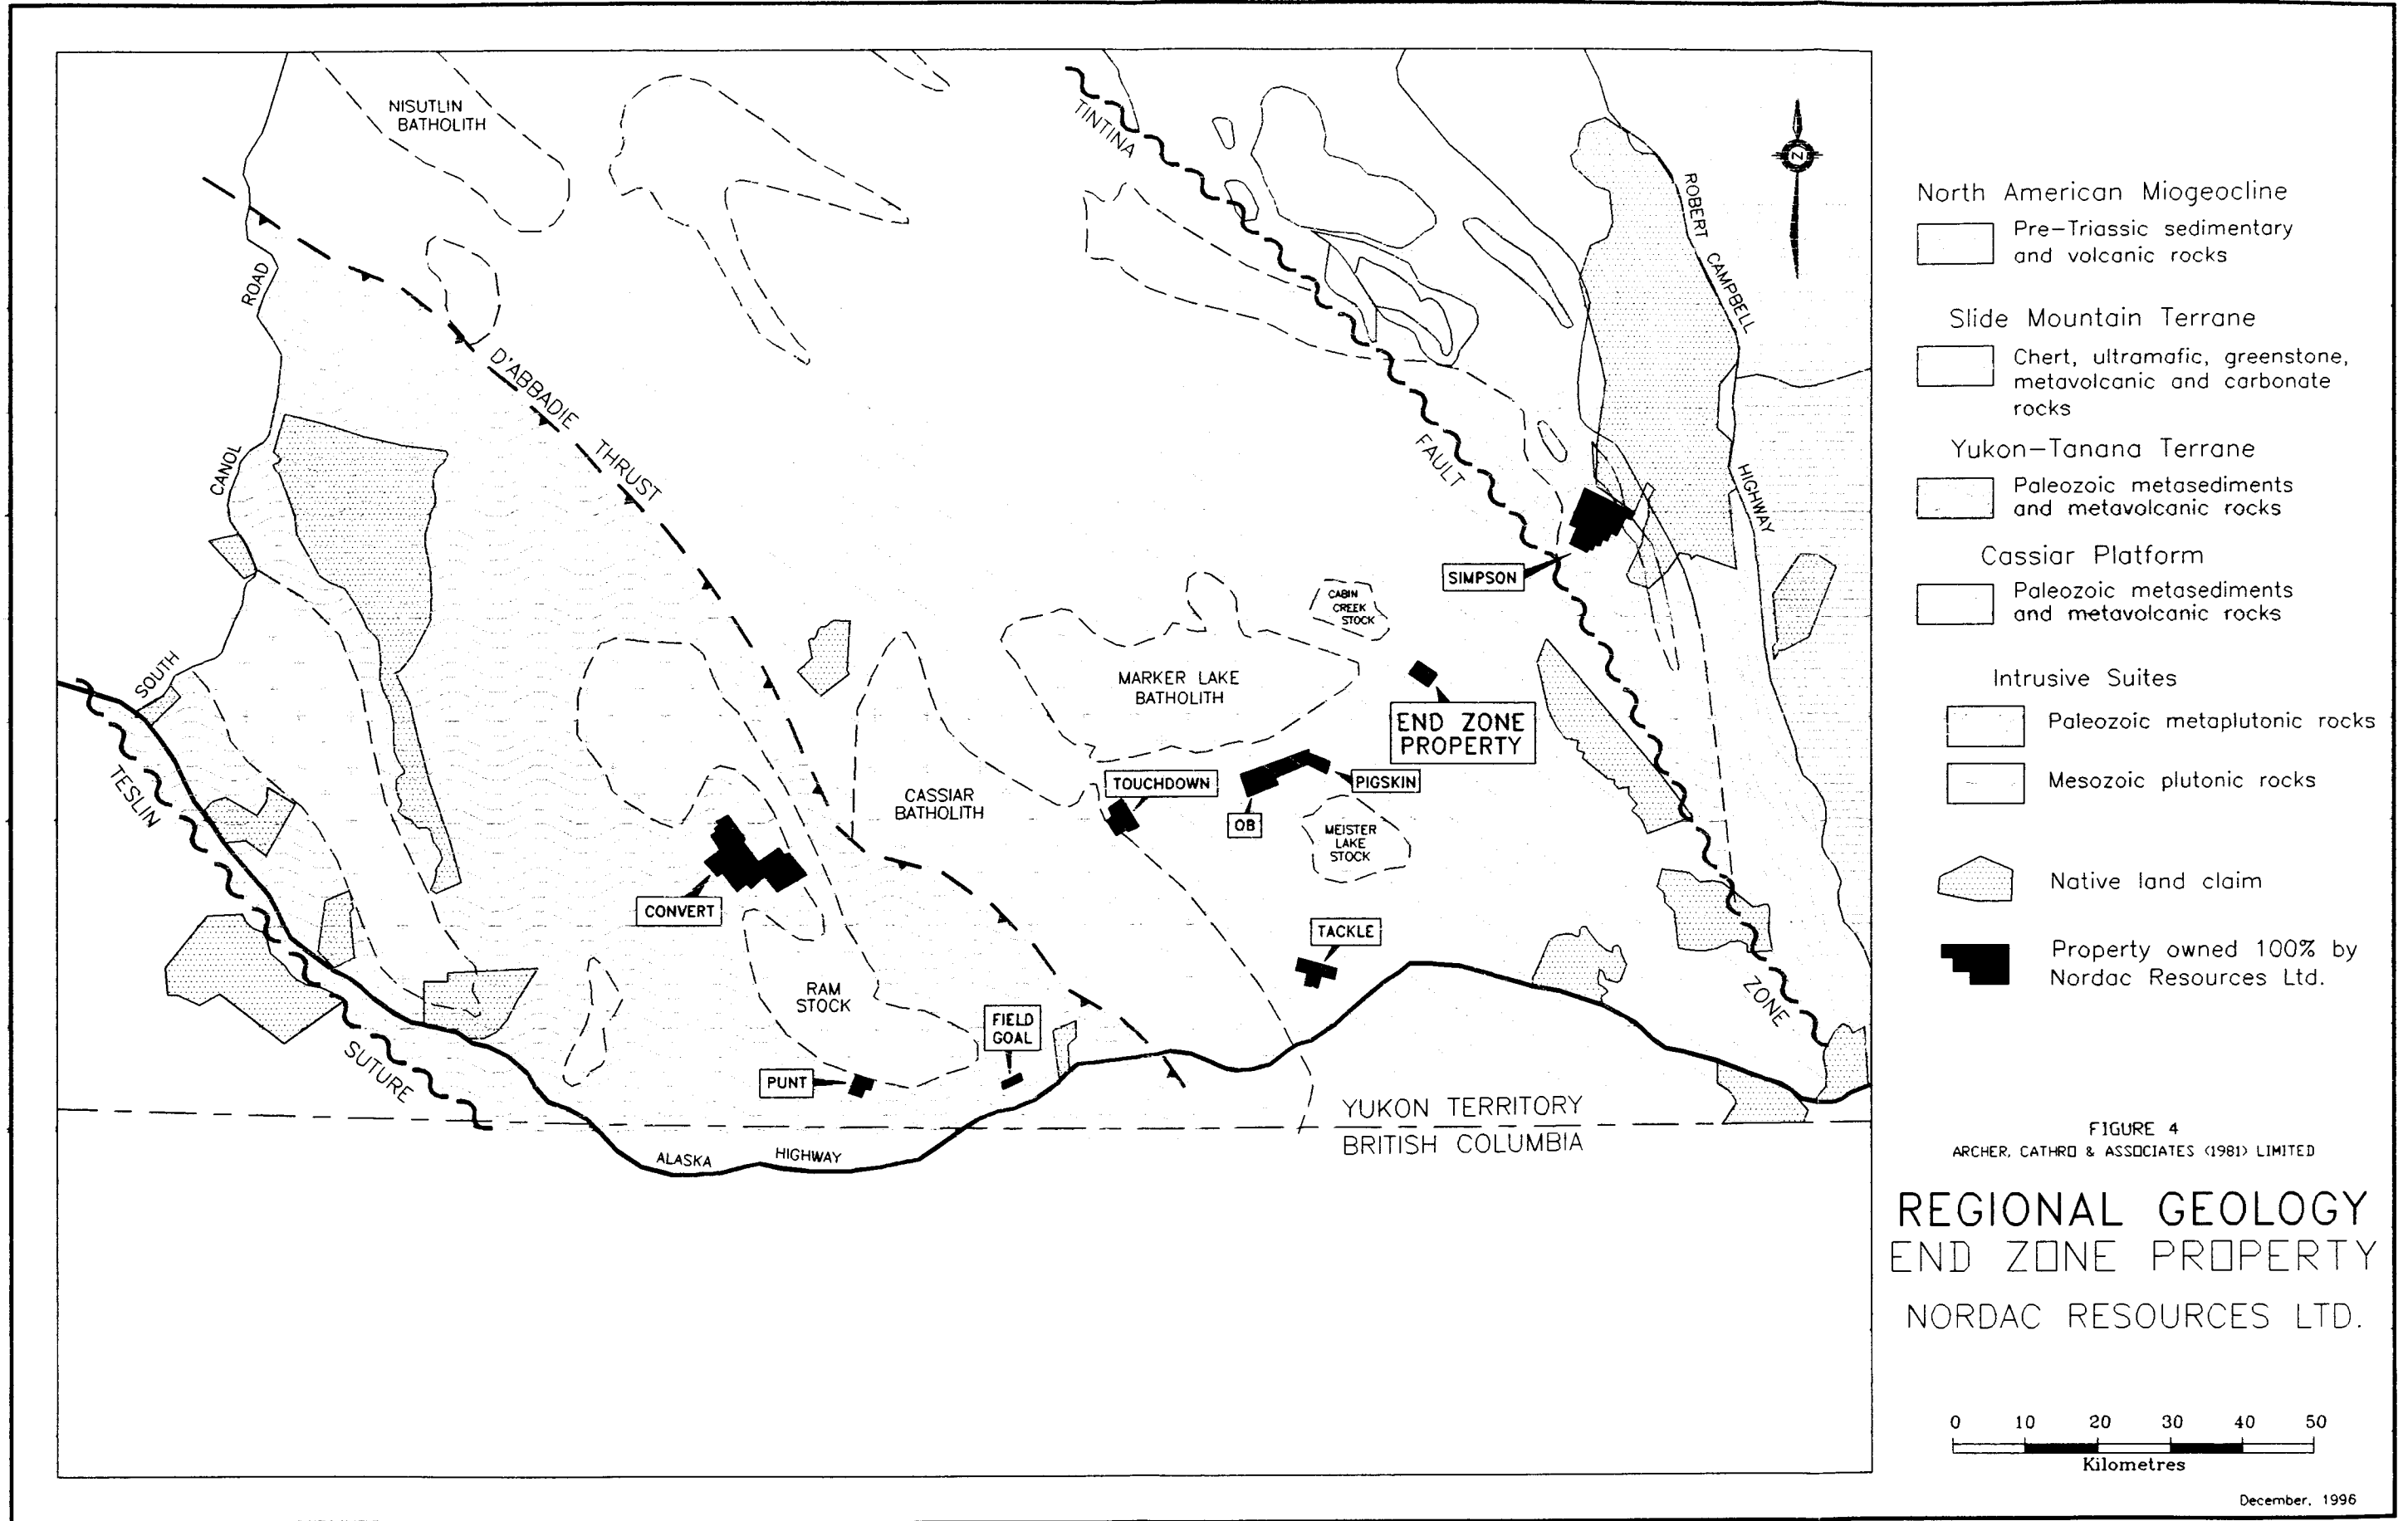 NISUTLIN
BATHOLITH
TINTINA
FAULT
ZONE
ROBERT CAMPBELL
HIGHWAY
N
SOUTH
CANOL
ROAD
D'ABBADIE THRUST
TESLIN
SUTURE
SIMPSON
CABIN
CREEK
STOCK
MARKER LAKE
BATHOLITH
END ZONE
PROPERTY
TOUCHDOWN
PIGSKIN
OB
CASSIAR
BATHOLITH
MEISTER
LAKE
STOCK
CONVERT
TACKLE
RAM
STOCK
FIELD
GOAL
PUNT
YUKON TERRITORY
BRITISH COLUMBIA
ALASKA HIGHWAY
North American Miogeocline
Pre-Triassic sedimentary
and volcanic rocks
Slide Mountain Terrane
Chert, ultramafic, greenstone,
metavolcanic and carbonate
rocks
Yukon-Tanana Terrane
Paleozoic metasediments
and metavolcanic rocks
Cassiar Platform
Paleozoic metasediments
and metavolcanic rocks
Intrusive Suites
Paleozoic metaplutonic rocks
Mesozoic plutonic rocks
Native land claim
Property owned 100% by
Nordac Resources Ltd.
FIGURE 4
ARCHER, CATHRO & ASSOCIATES (1981) LIMITED
REGIONAL GEOLOGY
END ZONE PROPERTY
NORDAC RESOURCES LTD.
0 10 20 30 40 50
Kilometres
December, 1996